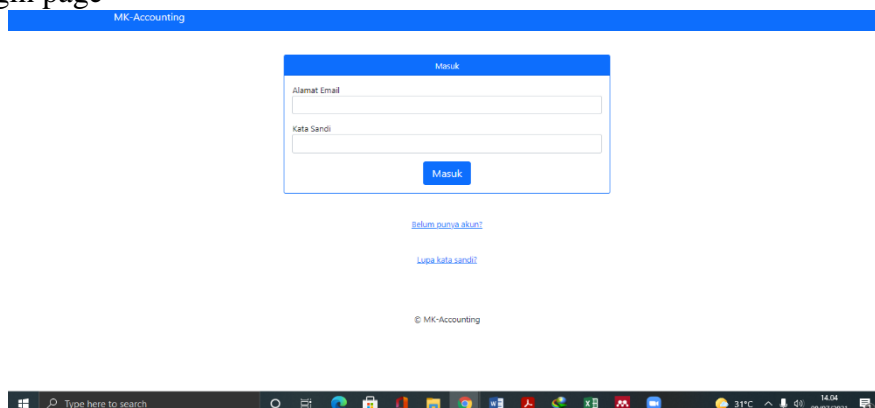 page
MK-Accounting
Masuk
Alamat Email
Kata Sandi
Masuk
Belum punya akun?
Lupa kata sandi?
© MK-Accounting
Type here to search
31°C
14.04